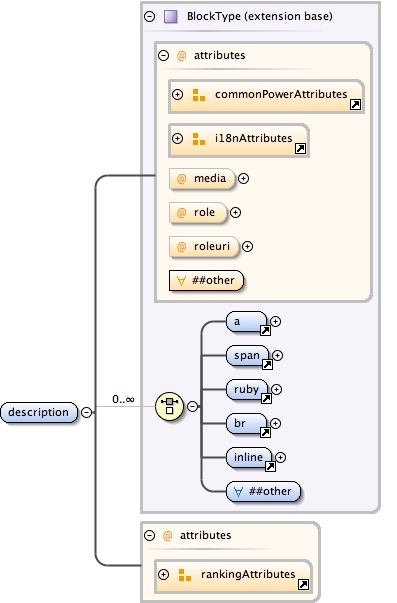 BlockType (extension base)
@ attributes
commonPowerAttributes
i18nAttributes
@ media
@ role
@ roleuri
∀ ##other
a
span
ruby
0..∞
description
br
inline
∀ ##other
@ attributes
rankingAttributes